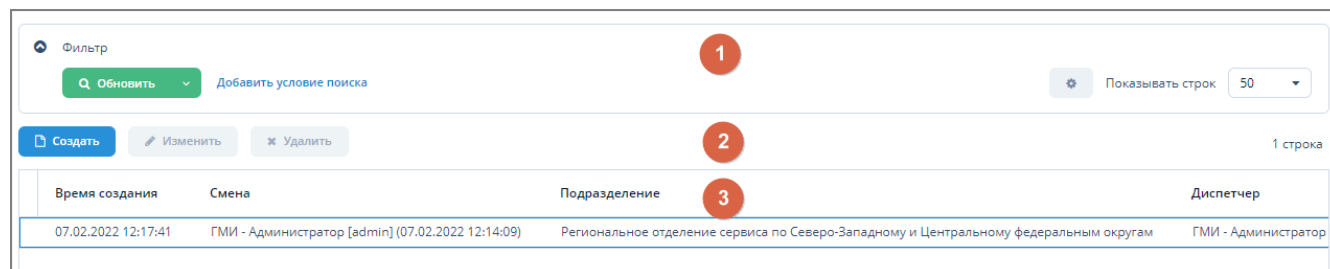 Фильтр
1
Обновить Добавить условие поиска Показывать строк 50
Создать Изменить Удалить 2 1 строка
Время создания Смена Подразделение 3 Диспетчер
07.02.2022 12:17:41 ГМИ - Администратор [admin] (07.02.2022 12:14:09) Региональное отделение сервиса по Северо-Западному и Центральному федеральным округам ГМИ - Администратор